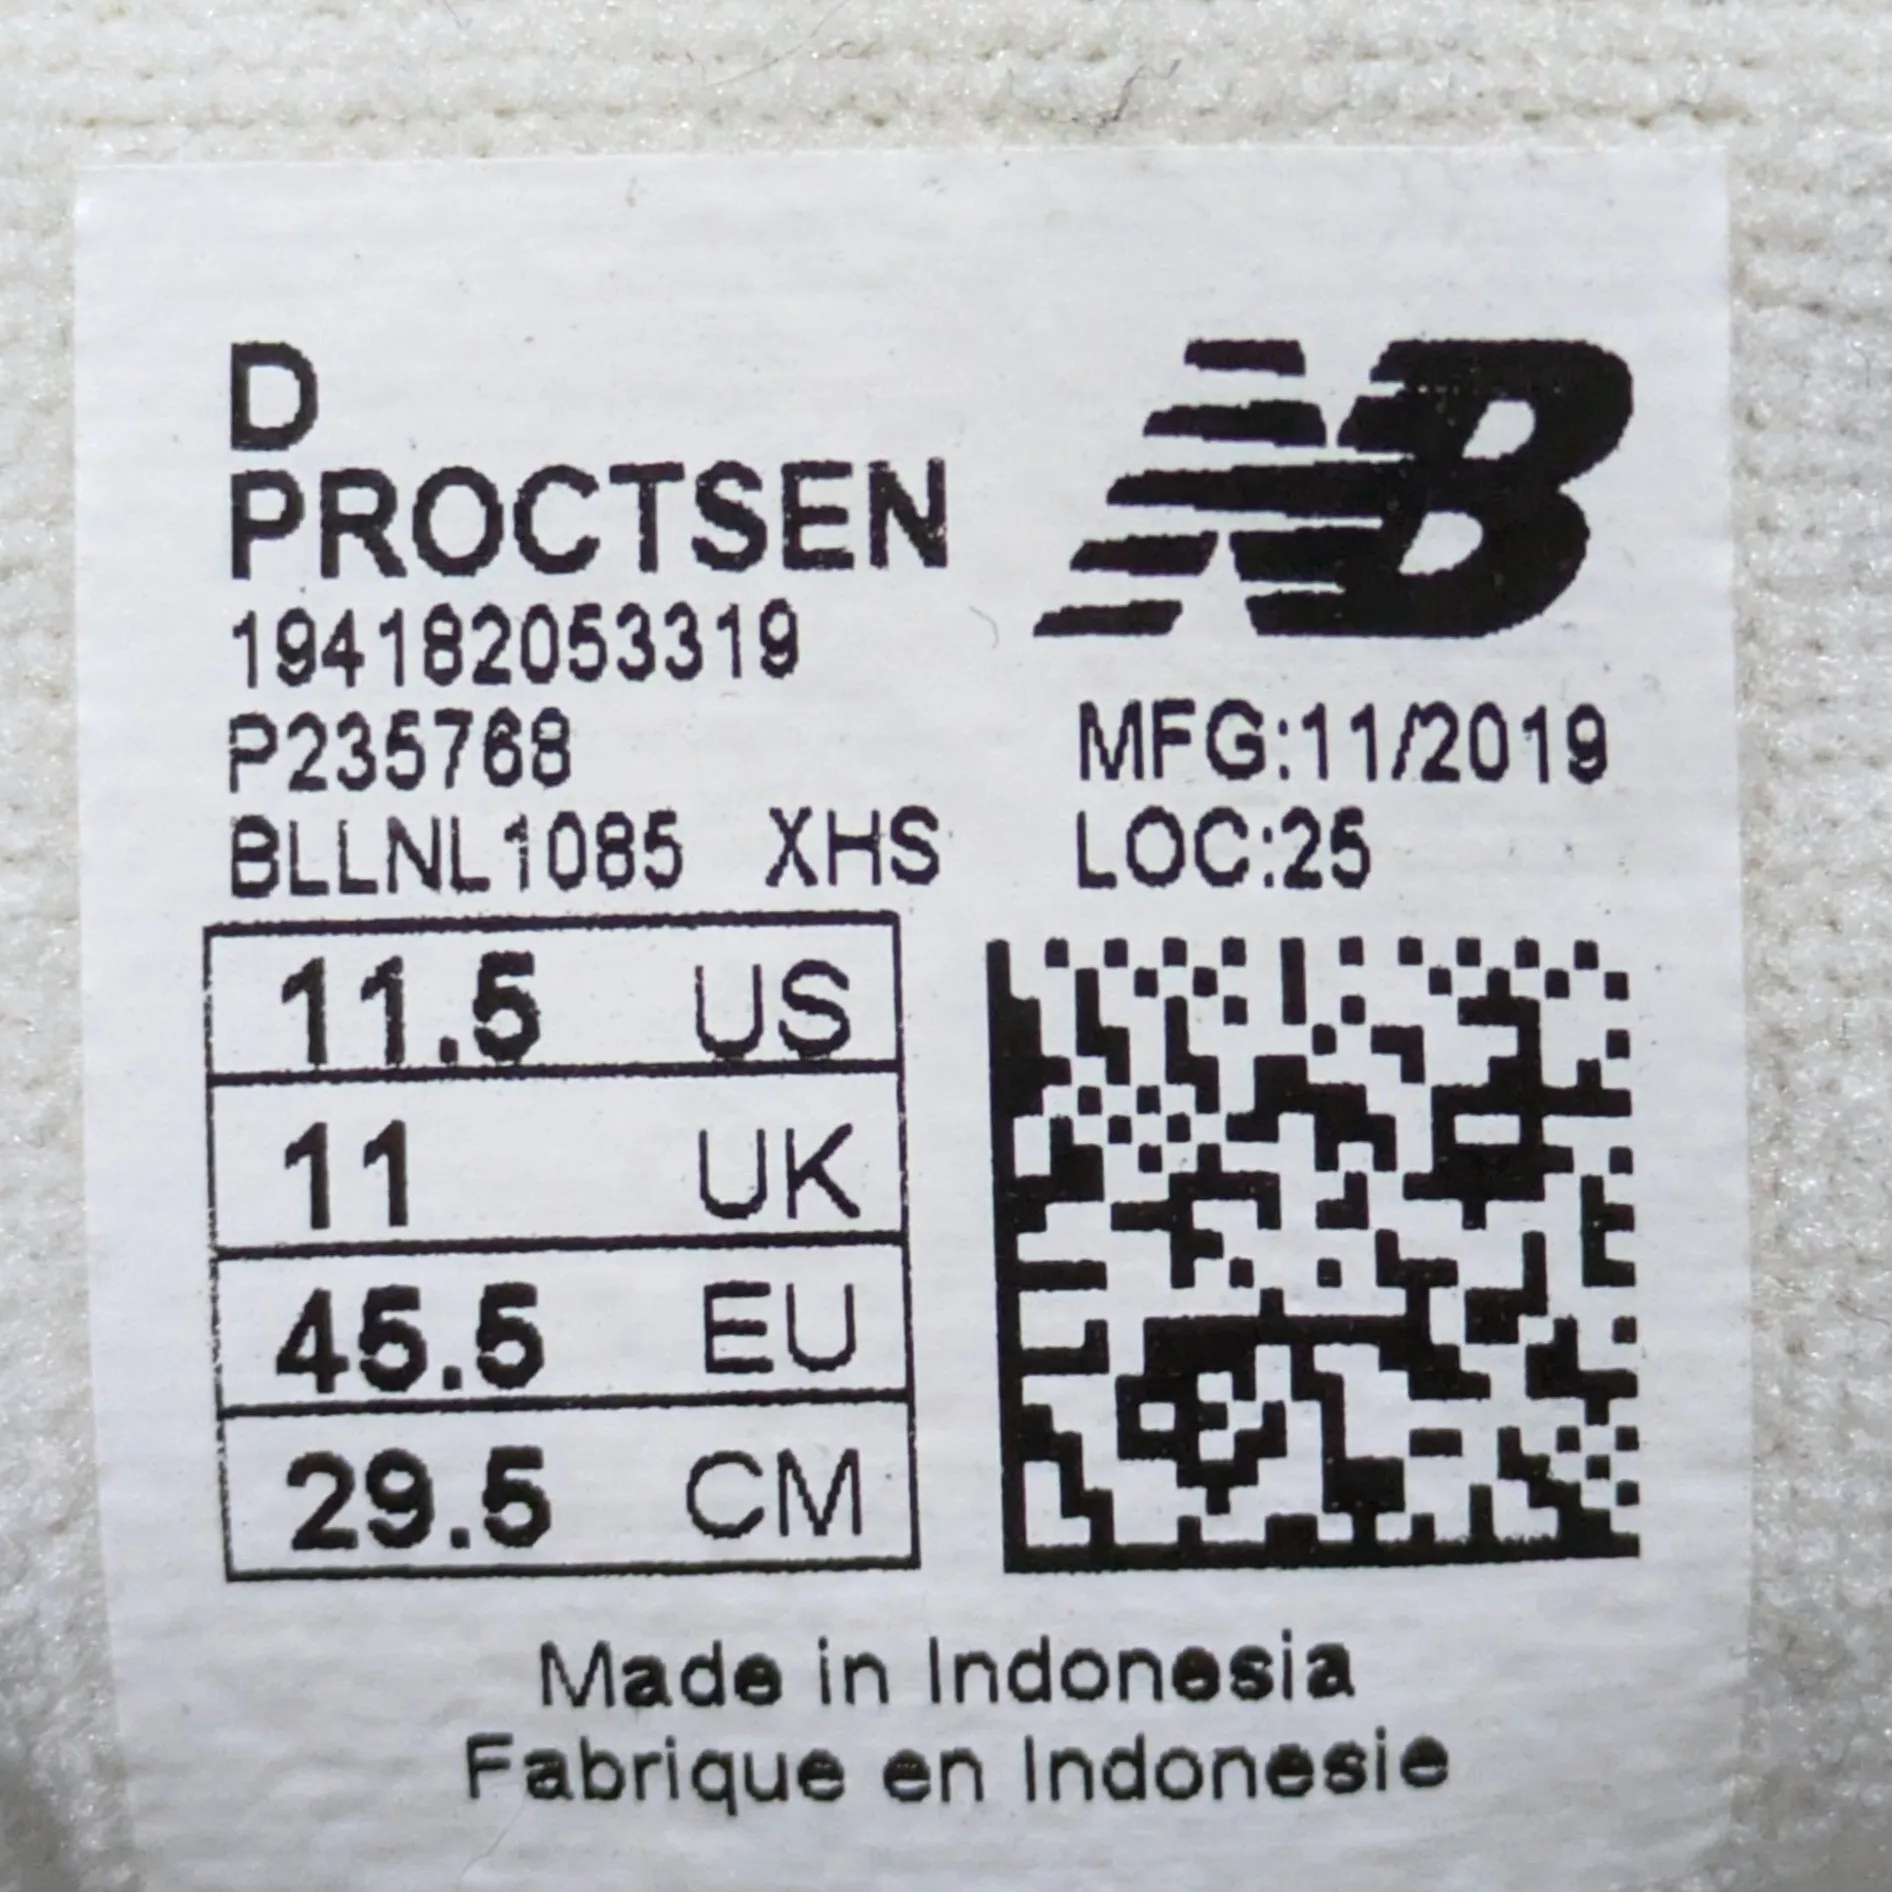 D
PROCTSEN
194182053319
P235768
BLLNL1085 XHS
NB
MFG:11/2019
LOC:25
11.5 US
11 UK
45.5 EU
29.5 CM
Made in Indonesia
Fabrique en Indonesie